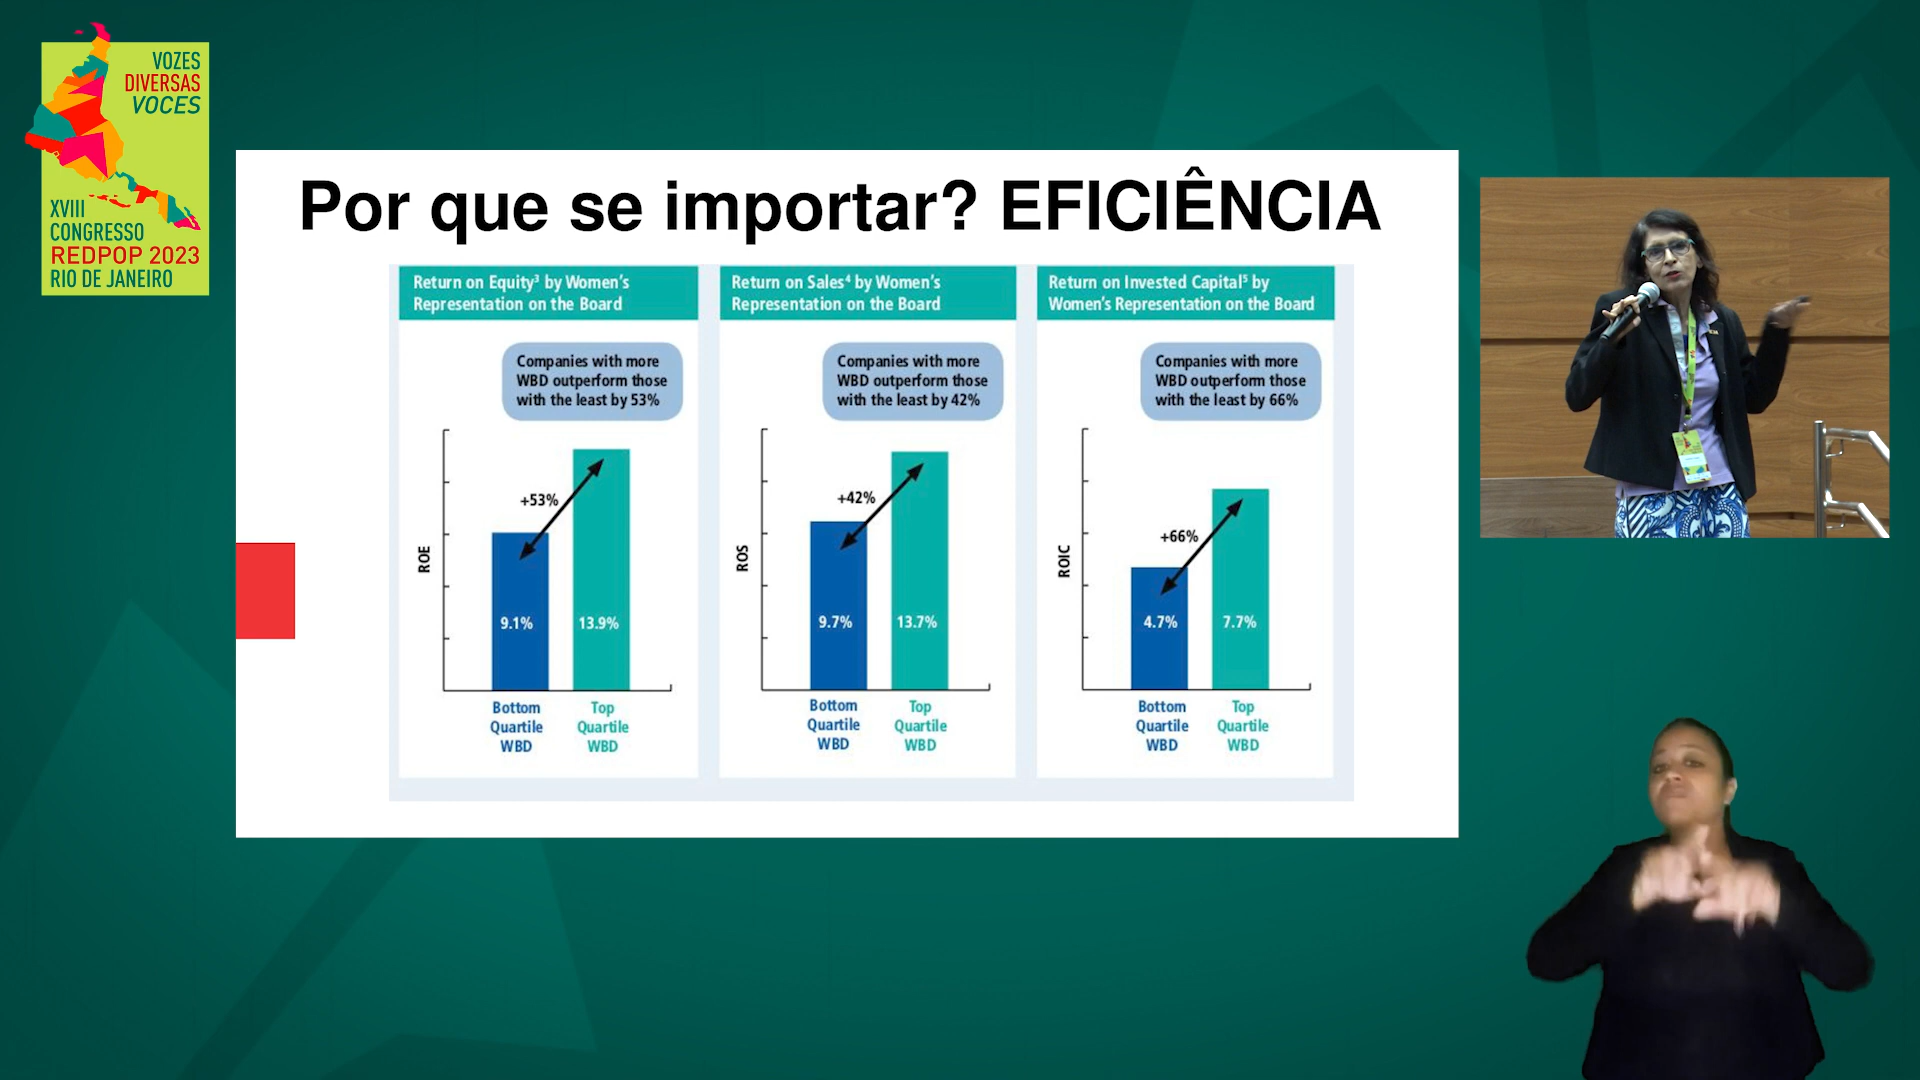 VOZES
DIVERSAS
VOCES
XVIII
CONGRESSO
REDPOP 2023
RIO DE JANEIRO
Por que se importar? EFICIÊNCIA
Return on Equity³ by Women's
Representation on the Board
Companies with more
WBD outperform those
with the least by 53%
+53%
ROE
9.1%
13.9%
Bottom
Quartile
WBD
Top
Quartile
WBD
Return on Sales⁴ by Women's
Representation on the Board
Companies with more
WBD outperform those
with the least by 42%
+42%
ROS
9.7%
13.7%
Bottom
Quartile
WBD
Top
Quartile
WBD
Return on Invested Capital⁵ by
Women's Representation on the Board
Companies with more
WBD outperform those
with the least by 66%
+66%
ROIC
4.7%
7.7%
Bottom
Quartile
WBD
Top
Quartile
WBD